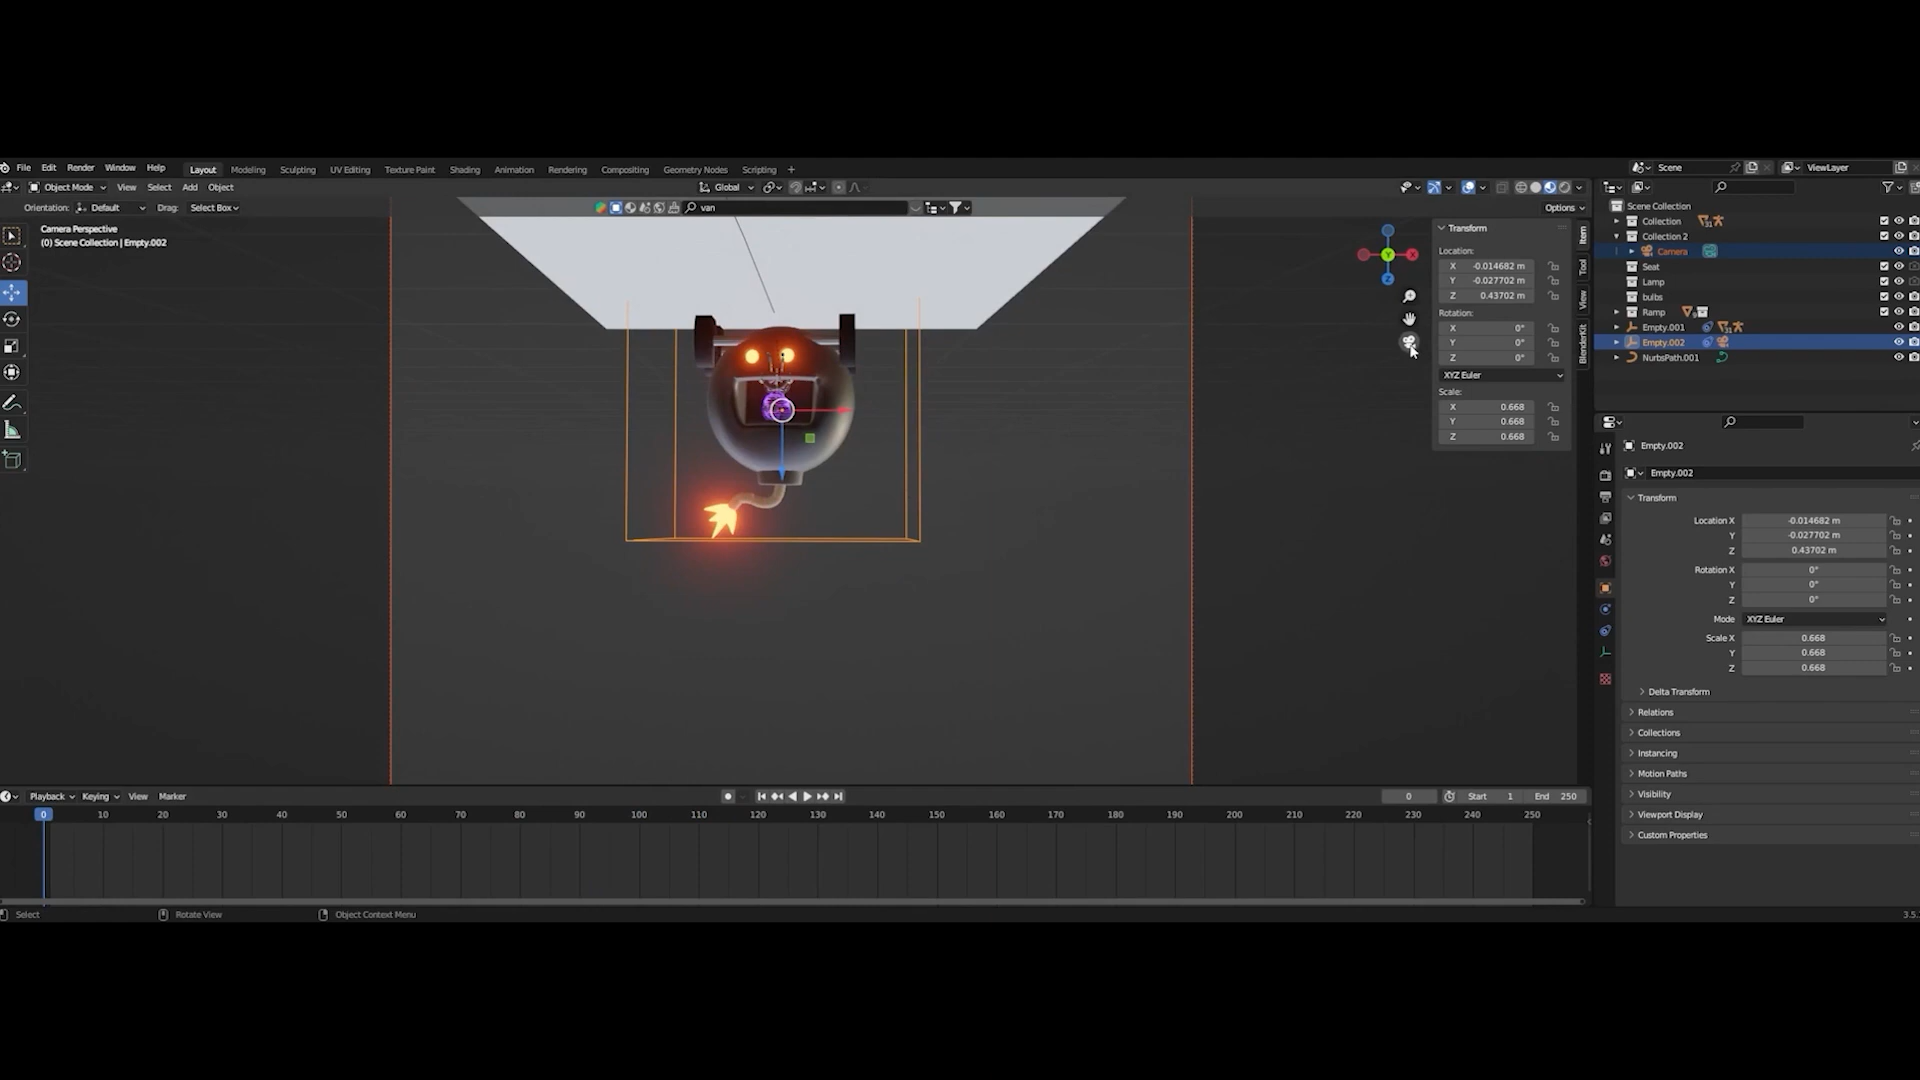 File Edit Render Window Help
Layout Modeling Sculpting UV Editing Texture Paint Shading Animation Rendering Compositing Geometry Nodes Scripting +
Scene
ViewLayer
Object Mode View Select Add Object
Global
Orientation: Default Drag: Select Box
van
Options
Camera Perspective
(0) Scene Collection | Empty.002
Transform
Location:
X -0.014682 m
Y -0.027702 m
Z 0.43702 m
Rotation:
X 0°
Y 0°
Z 0°
XYZ Euler
Scale:
X 0.668
Y 0.668
Z 0.668
Item
Tool
View
BlenderKit
X
Y
Z
Scene Collection
Collection 31
Collection 2
Camera
Seat
Lamp
bulbs
Ramp
Empty.001 31
Empty.002
NurbsPath.001
Empty.002
Empty.002
Transform
Location X -0.014682 m
Y -0.027702 m
Z 0.43702 m
Rotation X 0°
Y 0°
Z 0°
Mode XYZ Euler
Scale X 0.668
Y 0.668
Z 0.668
Delta Transform
Relations
Collections
Instancing
Motion Paths
Visibility
Viewport Display
Custom Properties
Playback Keying View Marker
0 Start 1 End 250
0 10 20 30 40 50 60 70 80 90 100 110 120 130 140 150 160 170 180 190 200 210 220 230 240 250
Select Rotate View Object Context Menu
3.5.